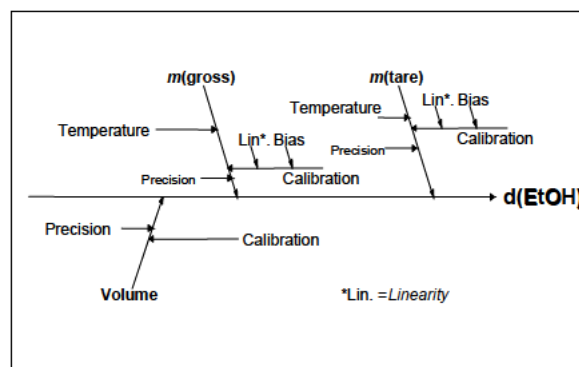 m(gross)
m(tare)
Temperature
Lin*. Bias
Calibration
Precision
Temperature
Lin*. Bias
Calibration
Precision
d(EtOH)
Precision
Calibration
Volume
*Lin. =Linearity